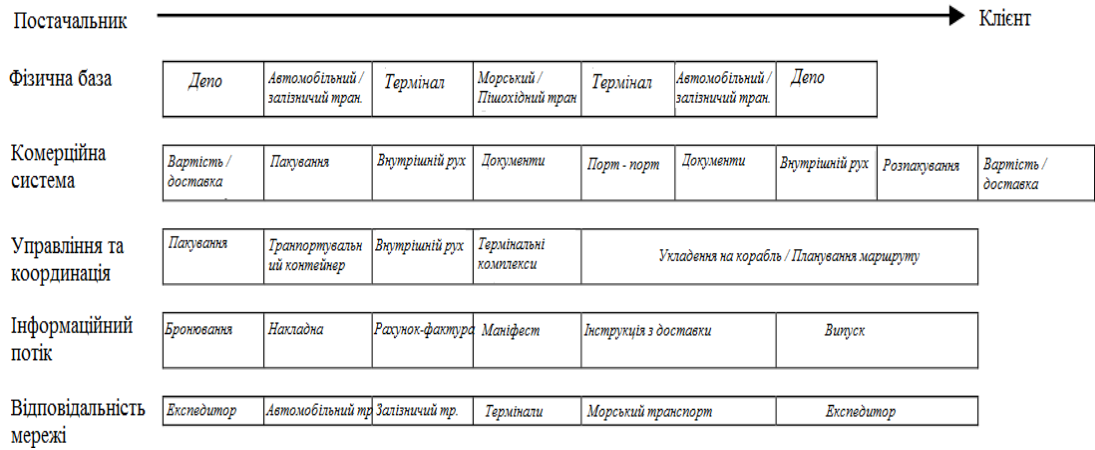 Постачальник Клієнт
Фізична база
Депо
Автомобільний /
залізничий тран.
Термінал
Морський /
Пішохідний тран
Термінал
Автомобільний /
залізничий тран.
Депо
Комерційна
система
Вартість /
доставка
Пакування
Внутрішній рух
Документи
Порт - порт
Документи
Внутрішній рух
Розпакування
Вартість /
доставка
Управління та
координація
Пакування
Транпортувальн
ий контейнер
Внутрішній рух
Термінальні
комплекси
Укладення на корабль / Планування маршруту
Інформаційний
потік
Бронювання
Накладна
Рахунок-фактура
Маніфест
Інструкція з доставки
Випуск
Відповідальність
мережі
Експедитор
Автомобільний тр
Залізничий тр.
Термінали
Морський транспорт
Експедитор